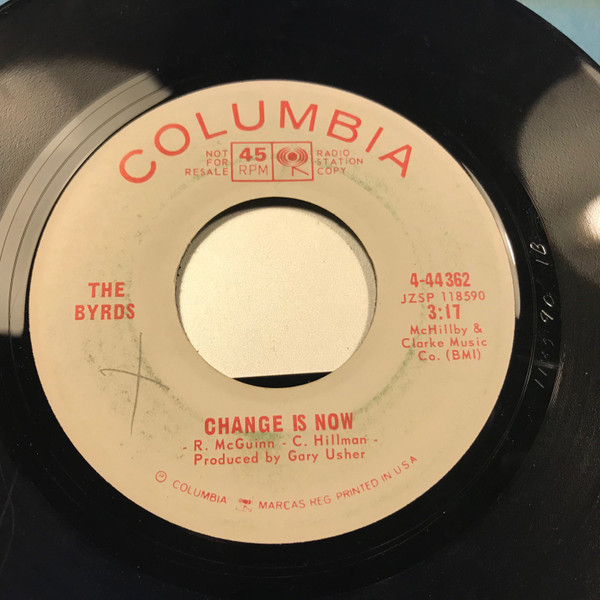 COLUMBIA
NOT FOR RESALE
45 RPM
RADIO STATION COPY
THE
BYRDS
4-44362
JZSP 118590
3:17
McHillby &
Clarke Music
Co. (BMI)
CHANGE IS NOW
- R. McGuinn - C. Hillman -
Produced by Gary Usher
COLUMBIA MARCAS REG. PRINTED IN U.S.A.